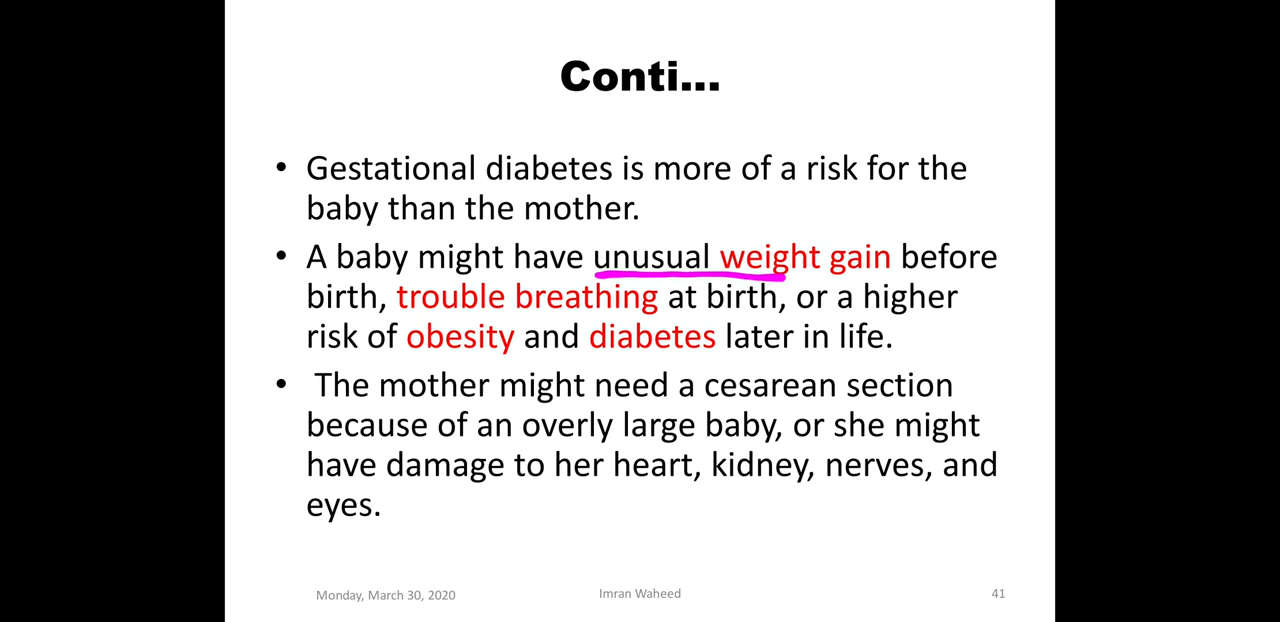 Conti...
• Gestational diabetes is more of a risk for the
baby than the mother.
• A baby might have unusual weight gain before
birth, trouble breathing at birth, or a higher
risk of obesity and diabetes later in life.
• The mother might need a cesarean section
because of an overly large baby, or she might
have damage to her heart, kidney, nerves, and
eyes.
Monday, March 30, 2020
Imran Waheed
41